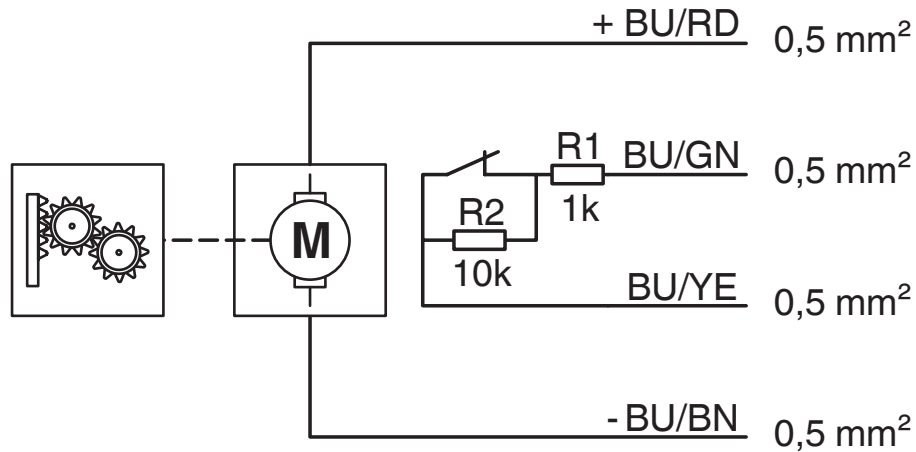 + BU/RD 0,5 mm²
R1 BU/GN 0,5 mm²
1k
R2
10k
M
BU/YE 0,5 mm²
- BU/BN 0,5 mm²